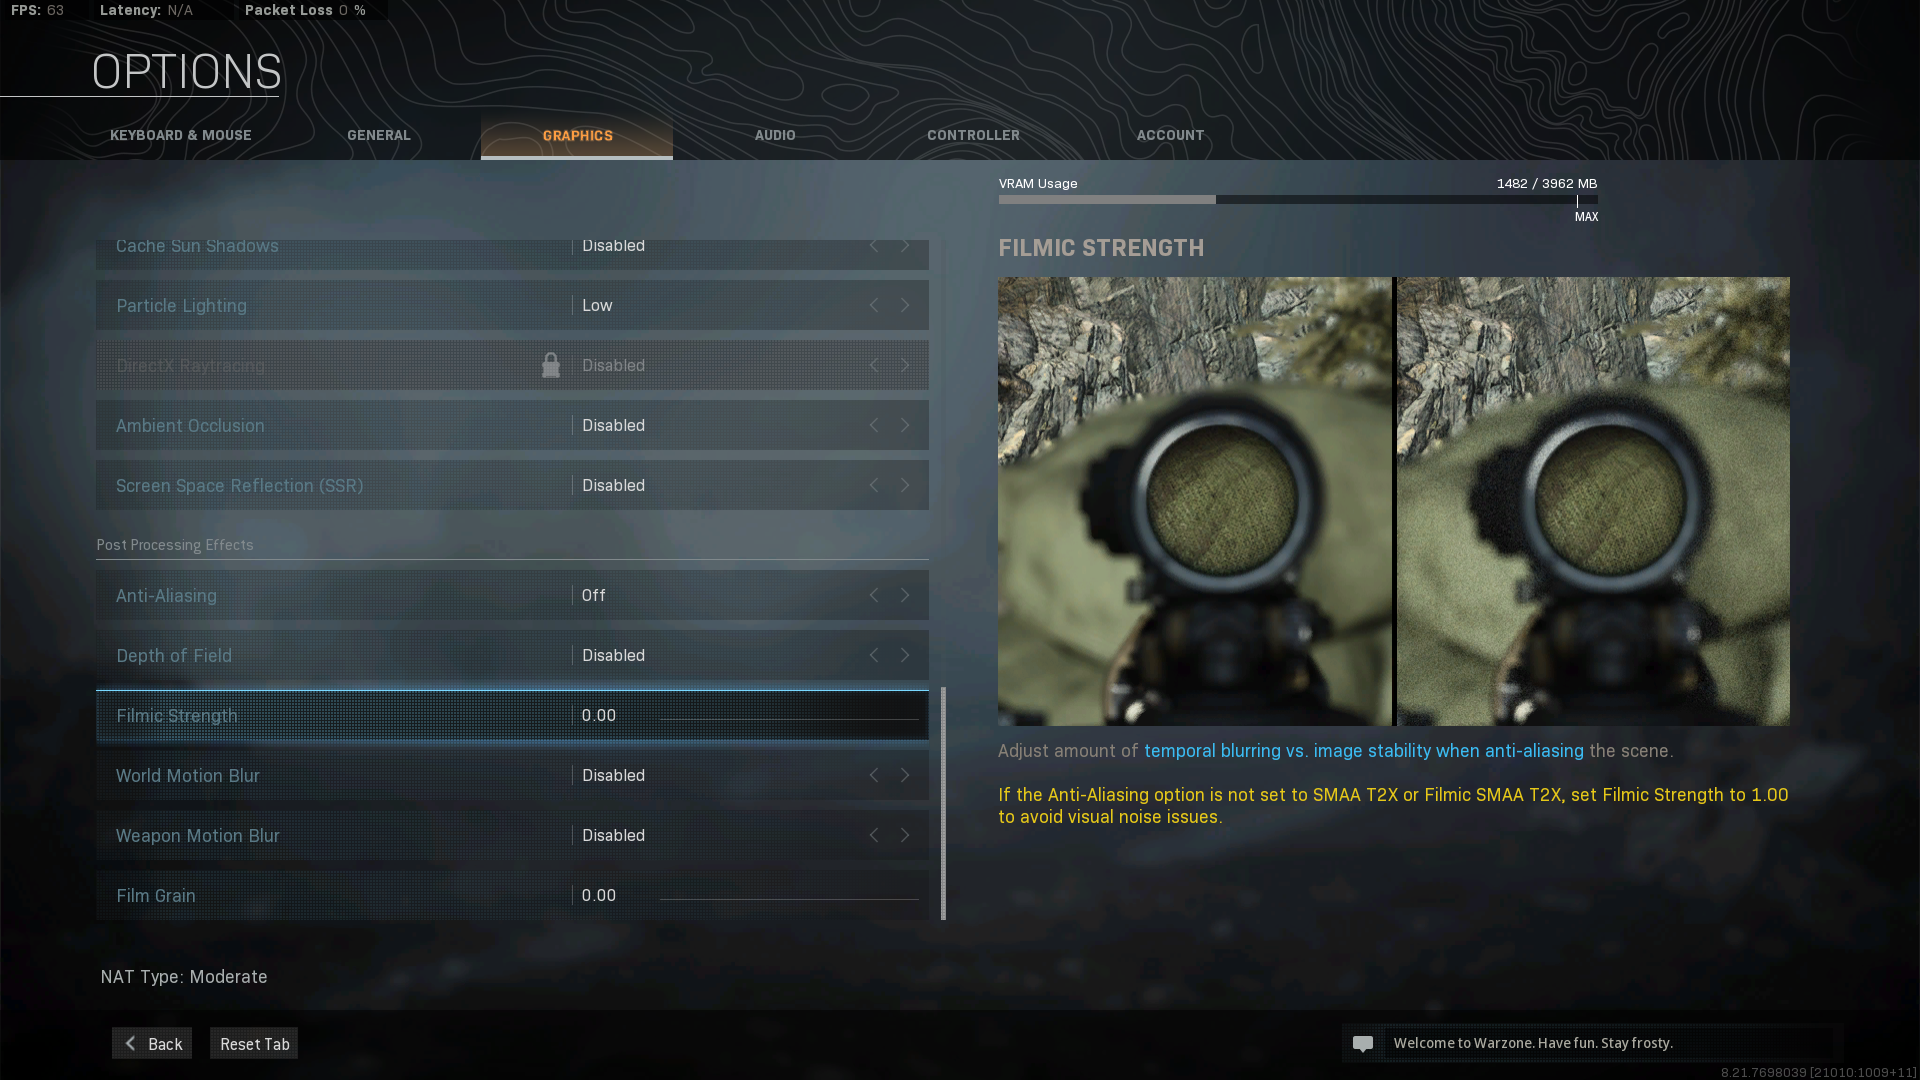 FPS: 63 Latency: N/A Packet Loss 0 %
OPTIONS
KEYBOARD & MOUSE GENERAL GRAPHICS AUDIO CONTROLLER ACCOUNT
VRAM Usage 1482 / 3962 MB
MAX
Cache Sun Shadows Disabled
Particle Lighting Low
DirectX Raytracing Disabled
Ambient Occlusion Disabled
Screen Space Reflection (SSR) Disabled
Post Processing Effects
Anti-Aliasing Off
Depth of Field Disabled
Filmic Strength 0.00
World Motion Blur Disabled
Weapon Motion Blur Disabled
Film Grain 0.00
FILMIC STRENGTH
Adjust amount of temporal blurring vs. image stability when anti-aliasing the scene.
If the Anti-Aliasing option is not set to SMAA T2X or Filmic SMAA T2X, set Filmic Strength to 1.00
to avoid visual noise issues.
NAT Type: Moderate
Back Reset Tab
Welcome to Warzone. Have fun. Stay frosty.
8.21.7698039 [21010:1009+11]